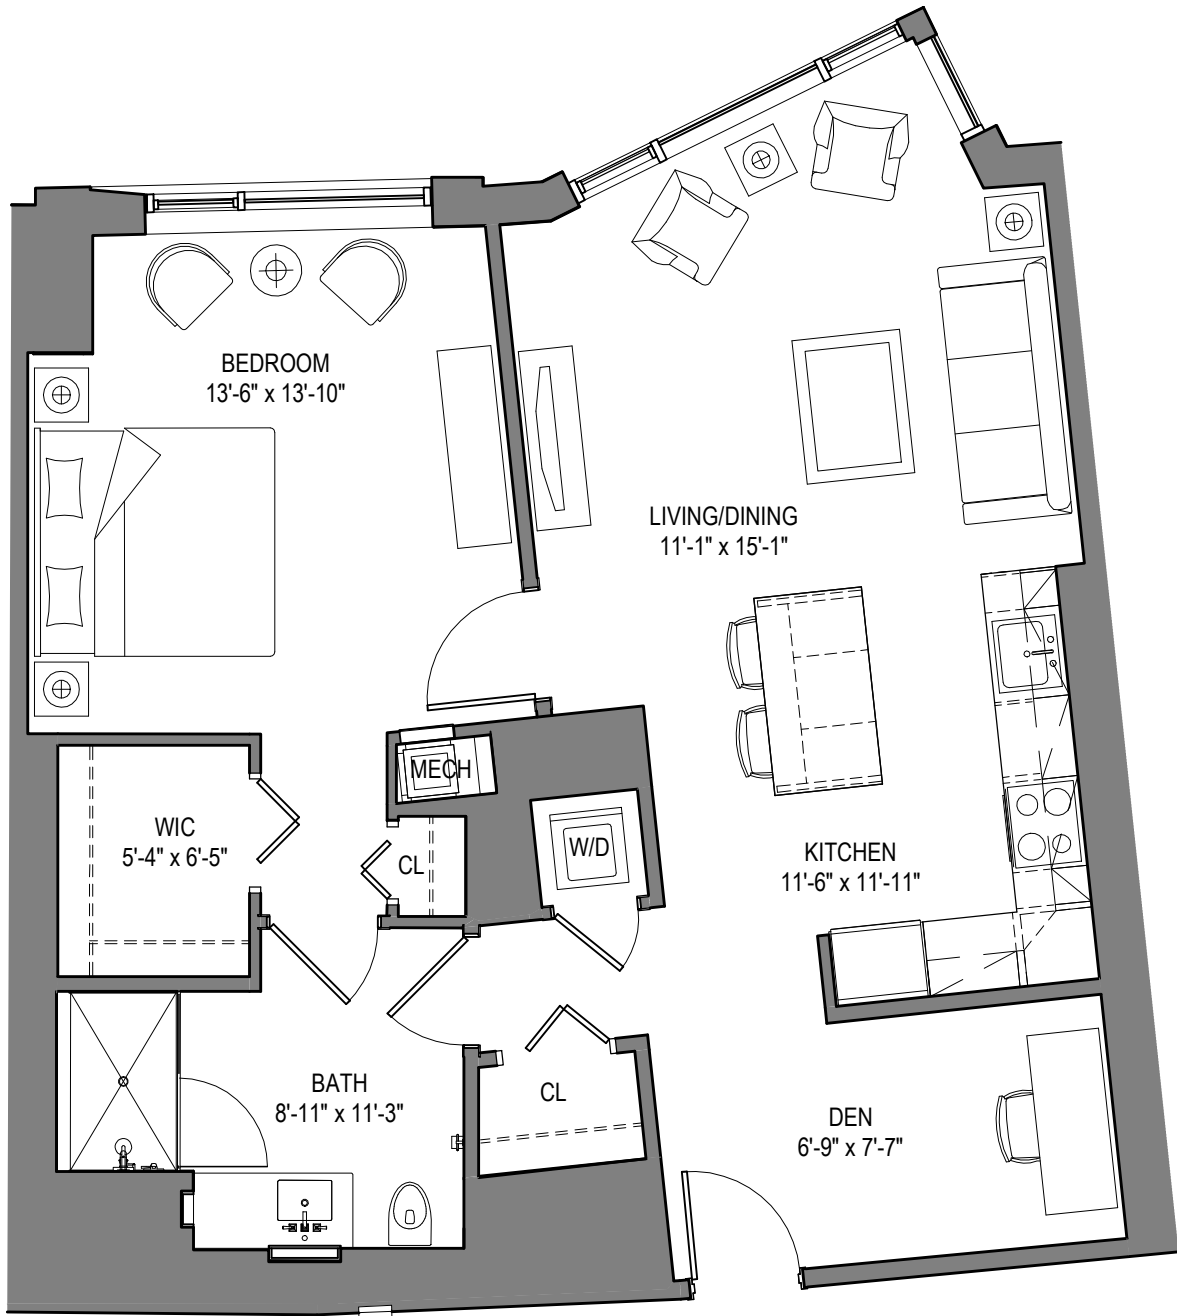 BEDROOM
13'-6" x 13'-10"
LIVING/DINING
11'-1" x 15'-1"
MECH
WIC
5'-4" x 6'-5"
CL
W/D
KITCHEN
11'-6" x 11'-11"
BATH
8'-11" x 11'-3"
CL
DEN
6'-9" x 7'-7"